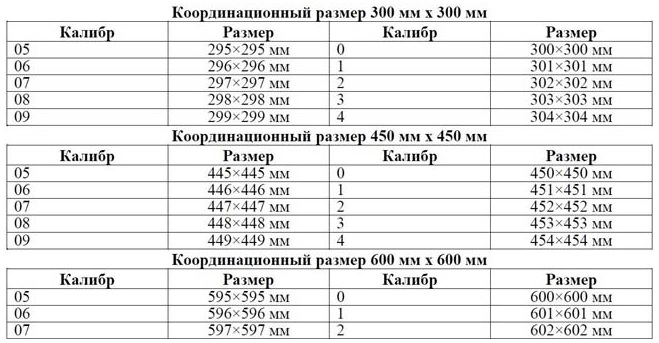 Координационный размер 300 мм х 300 мм
Калибр Размер Калибр Размер
05 295×295 мм 0 300×300 мм
06 296×296 мм 1 301×301 мм
07 297×297 мм 2 302×302 мм
08 298×298 мм 3 303×303 мм
09 299×299 мм 4 304×304 мм
Координационный размер 450 мм х 450 мм
Калибр Размер Калибр Размер
05 445×445 мм 0 450×450 мм
06 446×446 мм 1 451×451 мм
07 447×447 мм 2 452×452 мм
08 448×448 мм 3 453×453 мм
09 449×449 мм 4 454×454 мм
Координационный размер 600 мм х 600 мм
Калибр Размер Калибр Размер
05 595×595 мм 0 600×600 мм
06 596×596 мм 1 601×601 мм
07 597×597 мм 2 602×602 мм